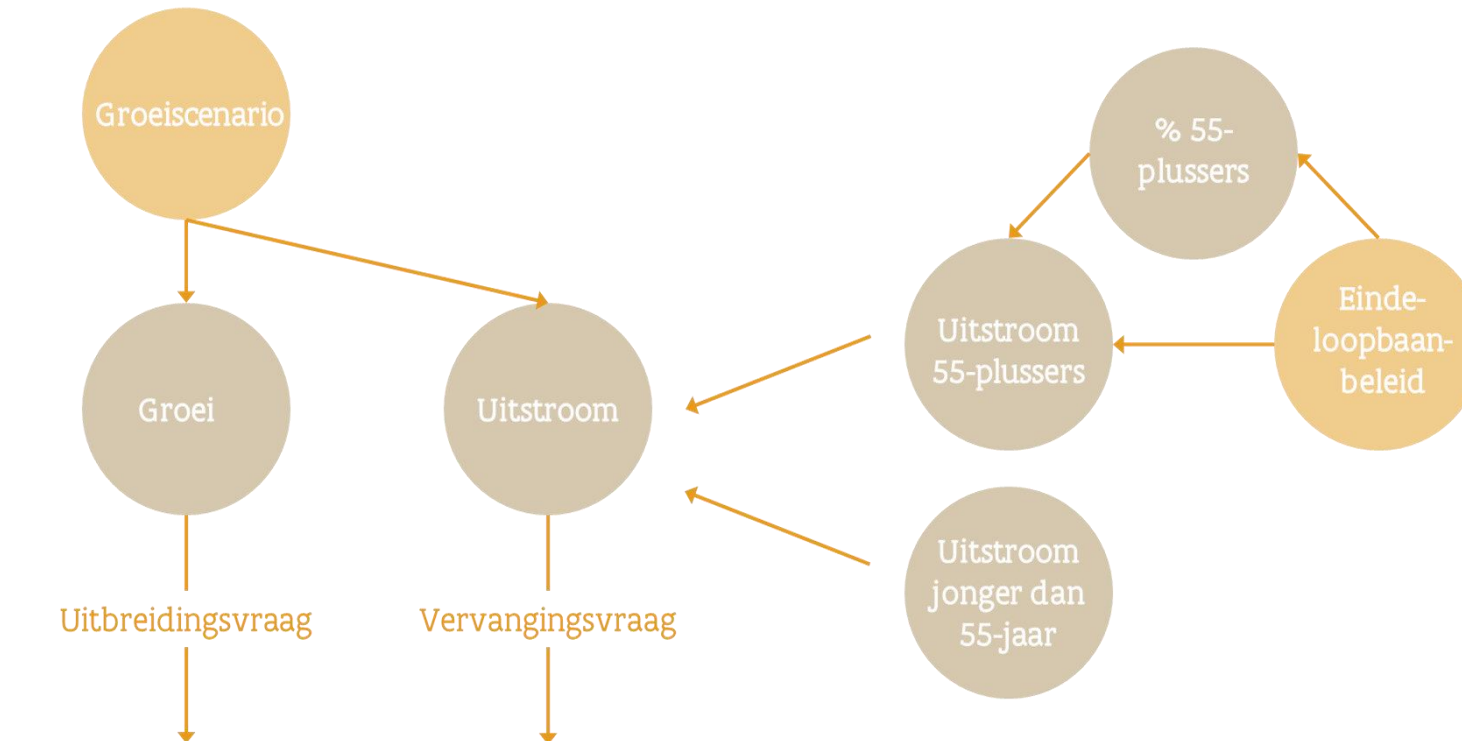 Groeiscenario
% 55-
plussers
Einde-
loopbaan-
beleid
Uitstroom
55-plussers
Groei
Uitstroom
Uitstroom
jonger dan
55-jaar
Uitbreidingsvraag
Vervangingsvraag